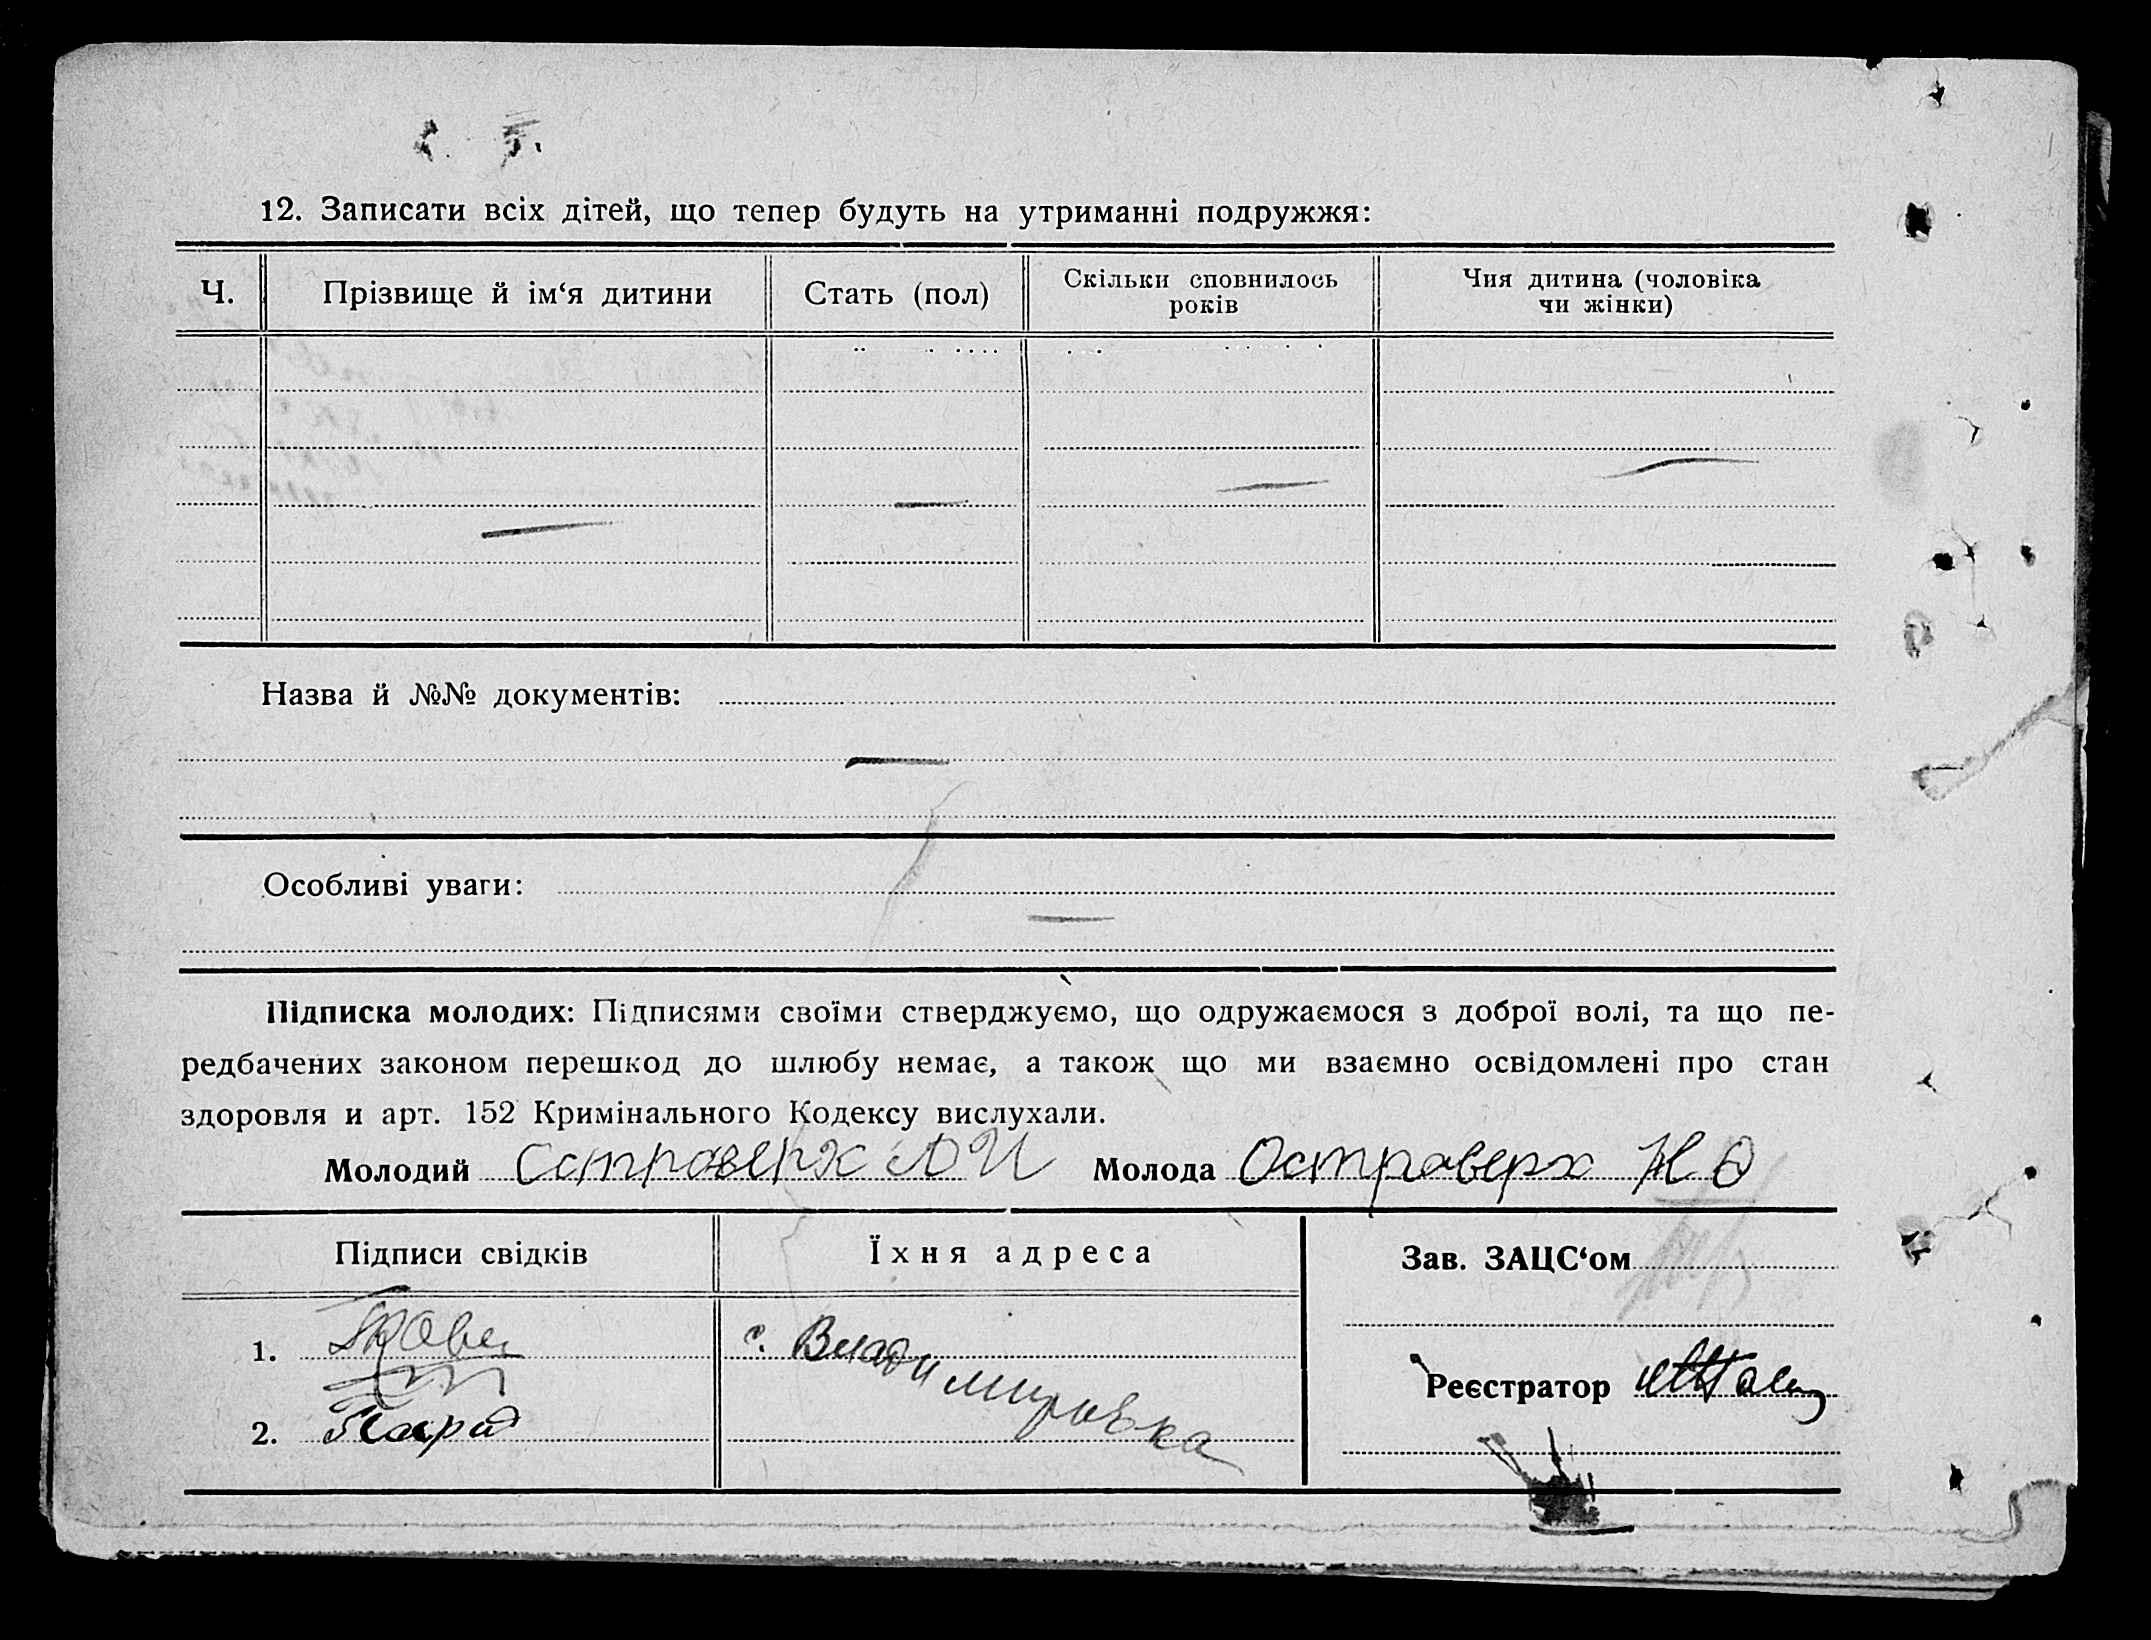 12. Записати всіх дітей, що тепер будуть на утриманні подружжя:
Ч. Прізвище й ім‘я дитини Стать (пол) Скільки сповнилось років Чия дитина (чоловіка чи жінки)
—
Назва й №№ документів:
—
Особливі уваги:
—
Підписка молодих: Підписями своїми стверджуємо, що одружаємося з доброї волі, та що пе-
редбачених законом перешкод до шлюбу немає, а також що ми взаємно освідомлені про стан
здоровля и арт. 152 Кримінального Кодексу вислухали.
Молодий Остраверх Молода Остраверх
Підписи свідків Їхня адреса Зав. ЗАЦС‘ом
1. с. Владимировка
Реєстратор
2.